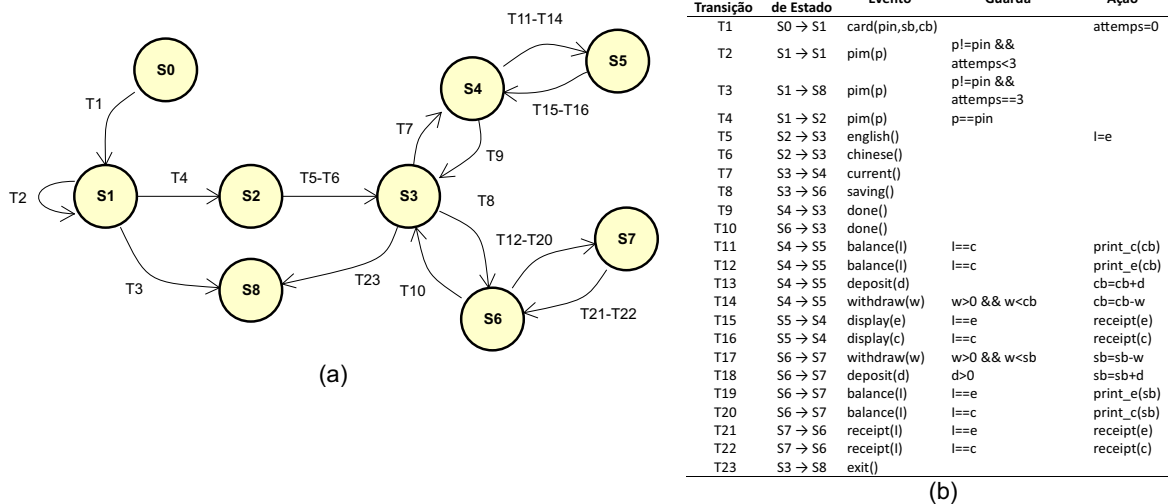 T11-T14
S0
S5
S4
T1
T15-T16
T7
T9
S1
T4
S2
T5-T6
S3
T8
T2
T12-T20
S7
T3
S8
T23
T10
T21-T22
S6
(a)
Transição de Estado Evento Guarda Ação
T1 S0 → S1 card(pin,sb,cb) attemps=0
T2 S1 → S1 pim(p) p!=pin &&
attemps<3
T3 S1 → S8 pim(p) p!=pin &&
attemps==3
T4 S1 → S2 pim(p) p==pin
T5 S2 → S3 english() l=e
T6 S2 → S3 chinese()
T7 S3 → S4 current()
T8 S3 → S6 saving()
T9 S4 → S3 done()
T10 S6 → S3 done()
T11 S4 → S5 balance(l) l==c print_c(cb)
T12 S4 → S5 balance(l) l==c print_e(cb)
T13 S4 → S5 deposit(d) cb=cb+d
T14 S4 → S5 withdraw(w) w>0 && w<cb cb=cb-w
T15 S5 → S4 display(e) l==e receipt(e)
T16 S5 → S4 display(c) l==c receipt(c)
T17 S6 → S7 withdraw(w) w>0 && w<sb sb=sb-w
T18 S6 → S7 deposit(d) d>0 sb=sb+d
T19 S6 → S7 balance(l) l==e print_e(sb)
T20 S6 → S7 balance(l) l==c print_c(sb)
T21 S7 → S6 receipt(l) l==e receipt(e)
T22 S7 → S6 receipt(l) l==c receipt(c)
T23 S3 → S8 exit()
(b)